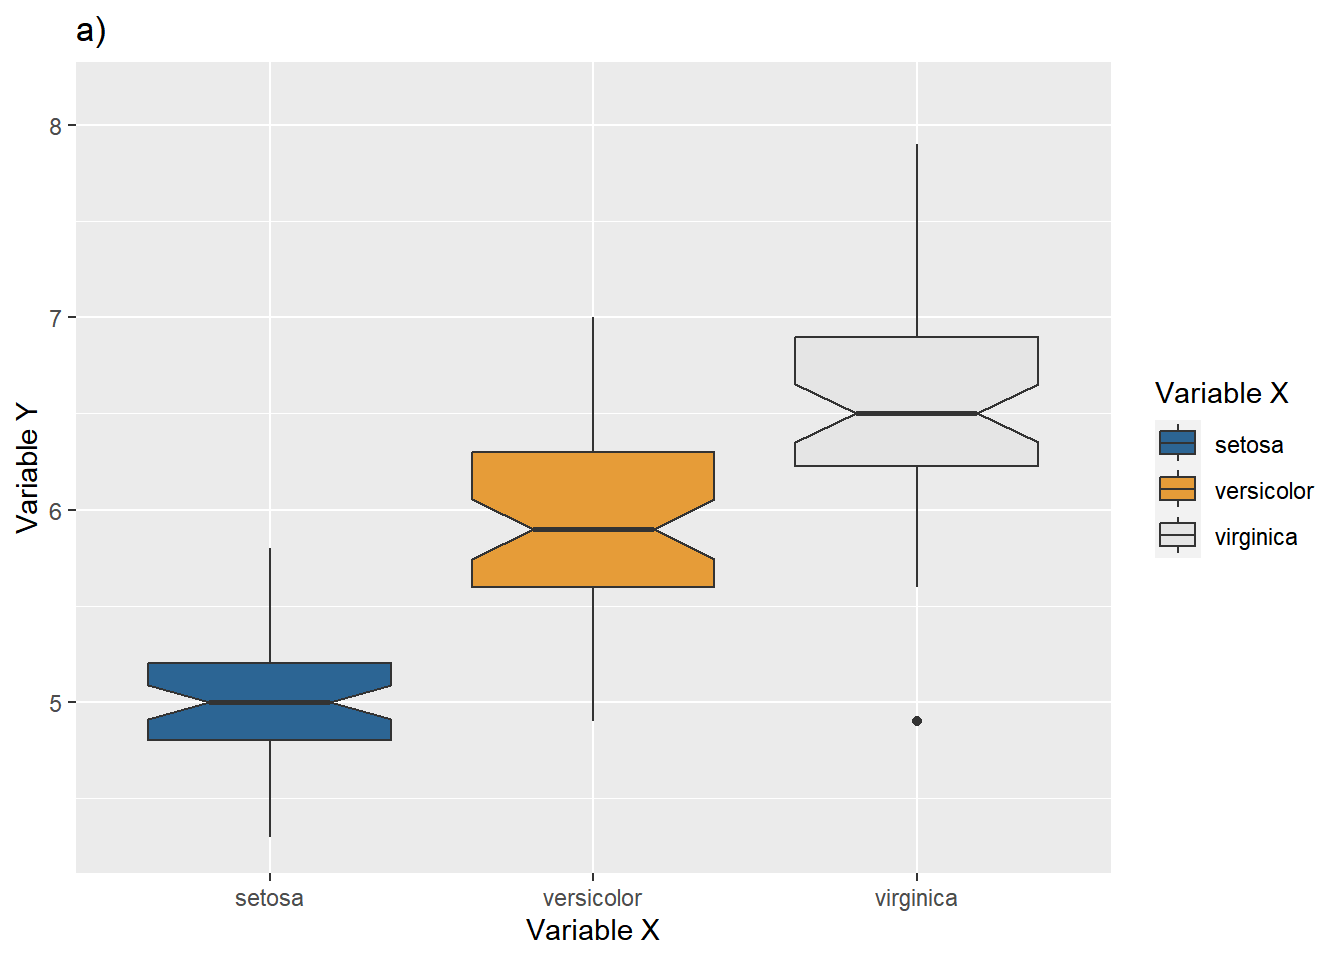 a)
8
7
6
5
Variable Y
setosa
versicolor
virginica
Variable X
Variable X
setosa
versicolor
virginica